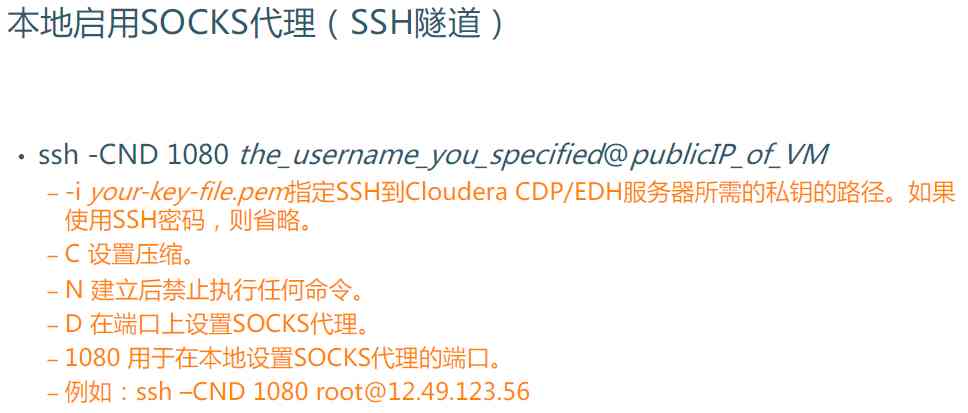 本地启用SOCKS代理（SSH隧道）
• ssh -CND 1080 the_username_you_specified@publicIP_of_VM
– -i your-key-file.pem指定SSH到Cloudera CDP/EDH服务器所需的私钥的路径。如果
使用SSH密码，则省略。
– C 设置压缩。
– N 建立后禁止执行任何命令。
– D 在端口上设置SOCKS代理。
– 1080 用于在本地设置SOCKS代理的端口。
– 例如：ssh –CND 1080 root@12.49.123.56